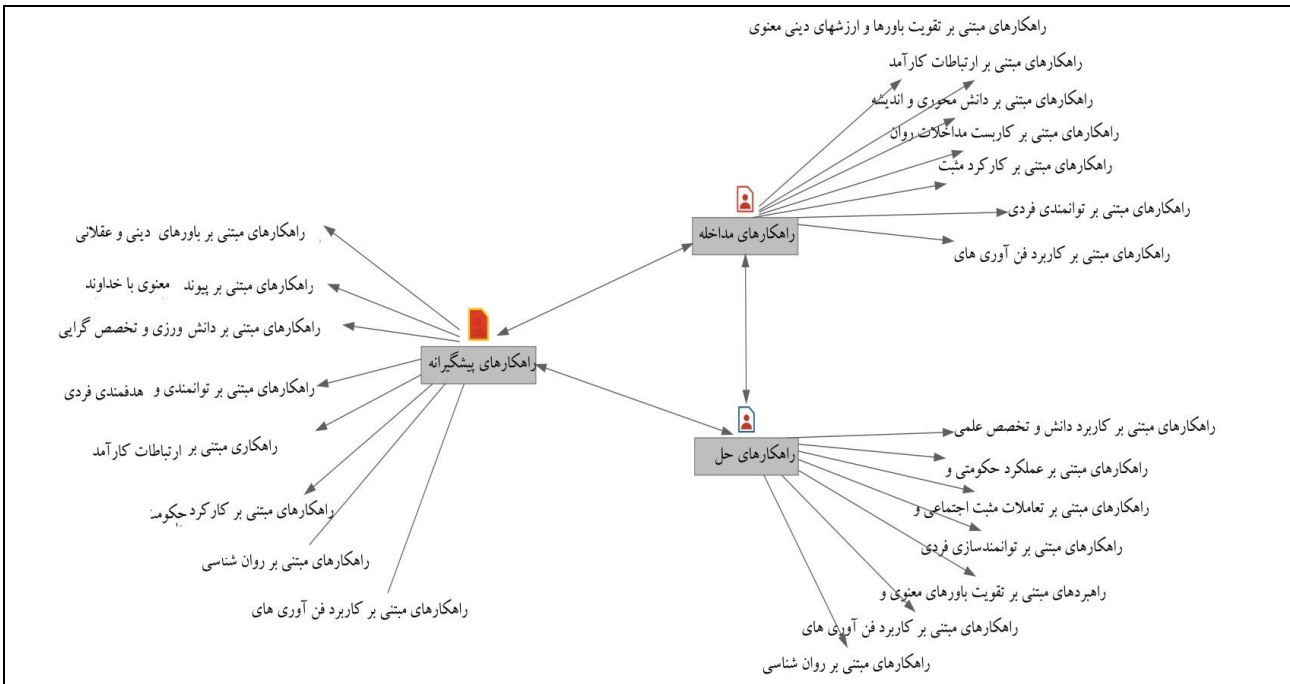 راهکارهای مبتنی بر تقویت باورها و ارزشهای دینی معنوی
راهکارهای مبتنی بر ارتباطات کارآمد
راهکارهای مبتنی بر دانش محوری و اندیشه
راهکارهای مبتنی بر کاربست مداخلات روان
راهکارهای مبتنی بر کارکرد مثبت
راهکارهای مبتنی بر توانمندی فردی
راهکارهای مبتنی بر کاربرد فن آوری های
راهکارهای مداخله
راهکارهای مبتنی بر باورهای دینی و عقلانی
راهکارهای مبتنی بر پیوند معنوی با خداوند
راهکارهای مبتنی بر دانش ورزی و تخصص گرایی
راهکارهای پیشگیرانه
راهکارهای مبتنی بر توانمندی و هدفمندی فردی
راهکاری مبتنی بر ارتباطات کارآمد
راهکارهای مبتنی بر کارکرد
راهکارهای مبتنی بر روان شناسی
راهکارهای مبتنی بر کاربرد فن آوری های
راهکارهای حل
راهکارهای مبتنی بر کاربرد دانش و تخصص علمی
راهکارهای مبتنی بر عملکرد حکومتی و
راهکارهای مبتنی بر تعاملات مثبت اجتماعی و
راهکارهای مبتنی بر توانمندسازی فردی
راهبردهای مبتنی بر تقویت باورهای معنوی و
راهکارهای مبتنی بر کاربرد فن آوری های
راهکارهای مبتنی بر روان شناسی